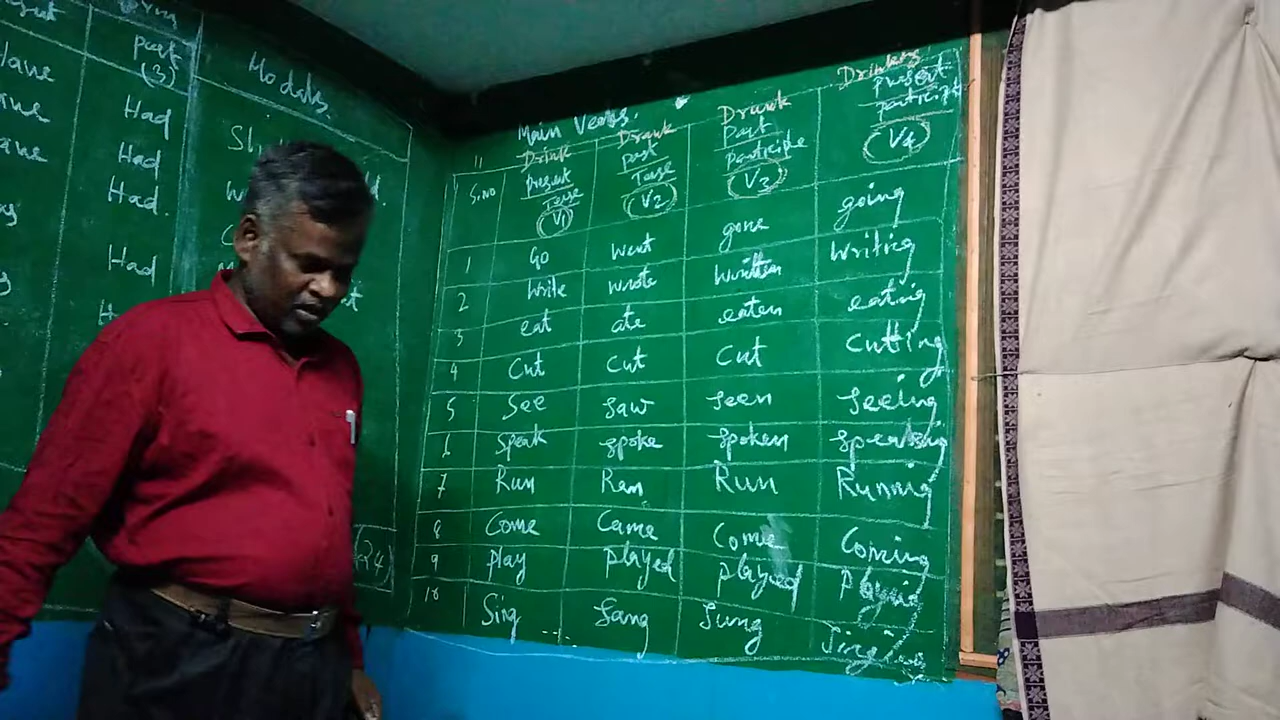 Past
(3)
Had
Had
Had.
Had
Modals
(24)
Main Verbs.
S.NO
Drink
Present
Tense
V1
Drank
Past
Tense
V2
Drunk
Past
Participle
V3
Drinking
Present
participle
V4
1 Go went gone going
2 Write wrote written Writing
3 eat ate eaten eating
4 Cut Cut Cut Cutting
5 See Saw Seen Seeing
6 Speak Spoke Spoken Speaking
7 Run Ran Run Running
8 Come Came Come Coming
9 Play Played Played Playing
10 Sing Sang Sung